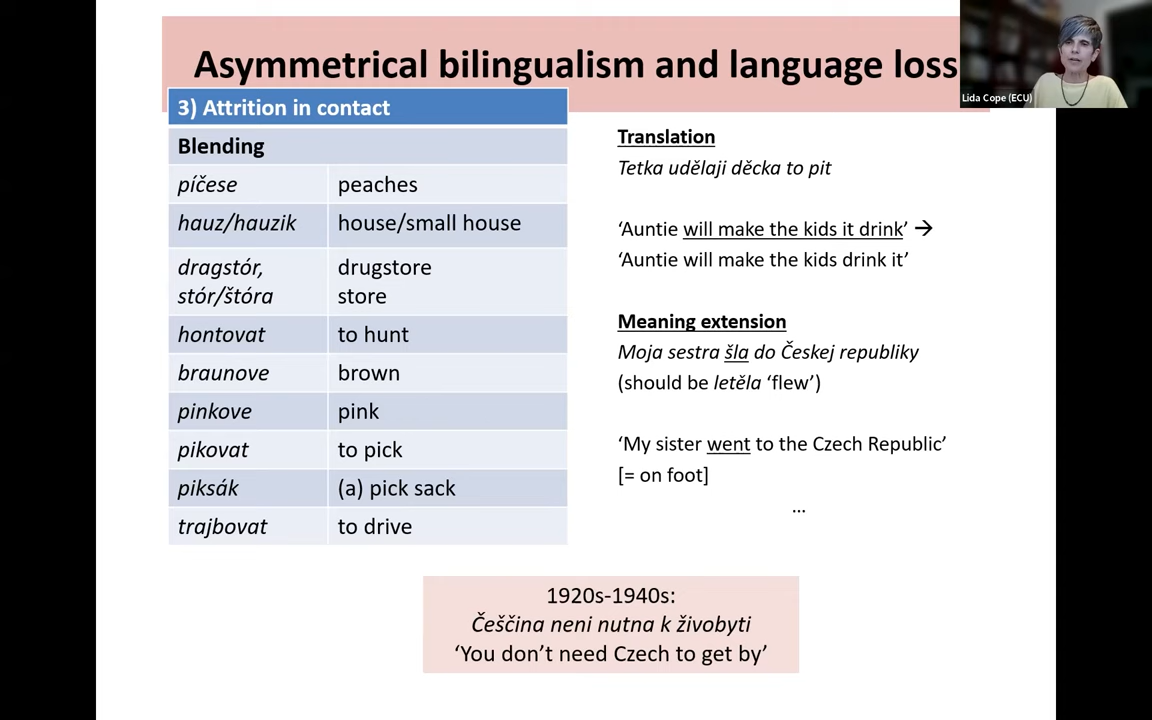 Asymmetrical bilingualism and language loss
Lida Cope (ECU)
3) Attrition in contact
Blending
píčese peaches
hauz/hauzik house/small house
dragstór, drugstore
stór/štóra store
hontovat to hunt
braunove brown
pinkove pink
pikovat to pick
piksák (a) pick sack
trajbovat to drive
Translation
Tetka udělaji děcka to pit
‘Auntie will make the kids it drink’ →
‘Auntie will make the kids drink it’
Meaning extension
Moja sestra šla do Českej republiky
(should be letěla ‘flew’)
‘My sister went to the Czech Republic’
[= on foot]
…
1920s-1940s:
Češčina neni nutna k živobyti
‘You don’t need Czech to get by’